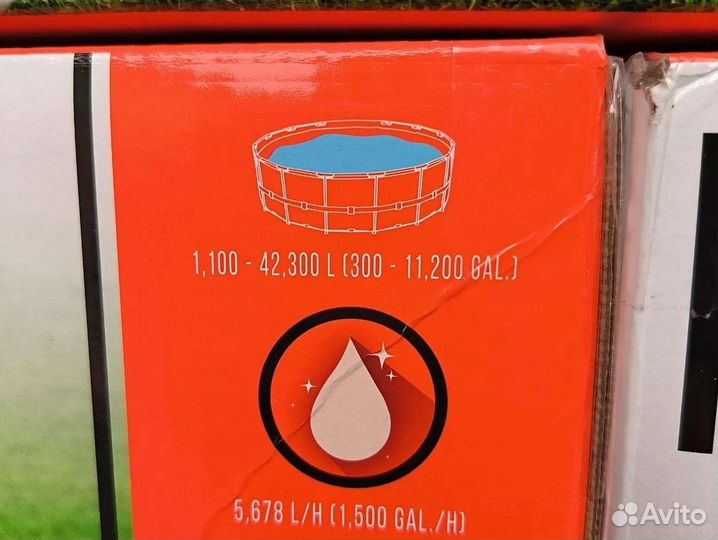 1,100 - 42,300 L (300 - 11,200 GAL.)
5,678 L/H (1,500 GAL./H)
Avito